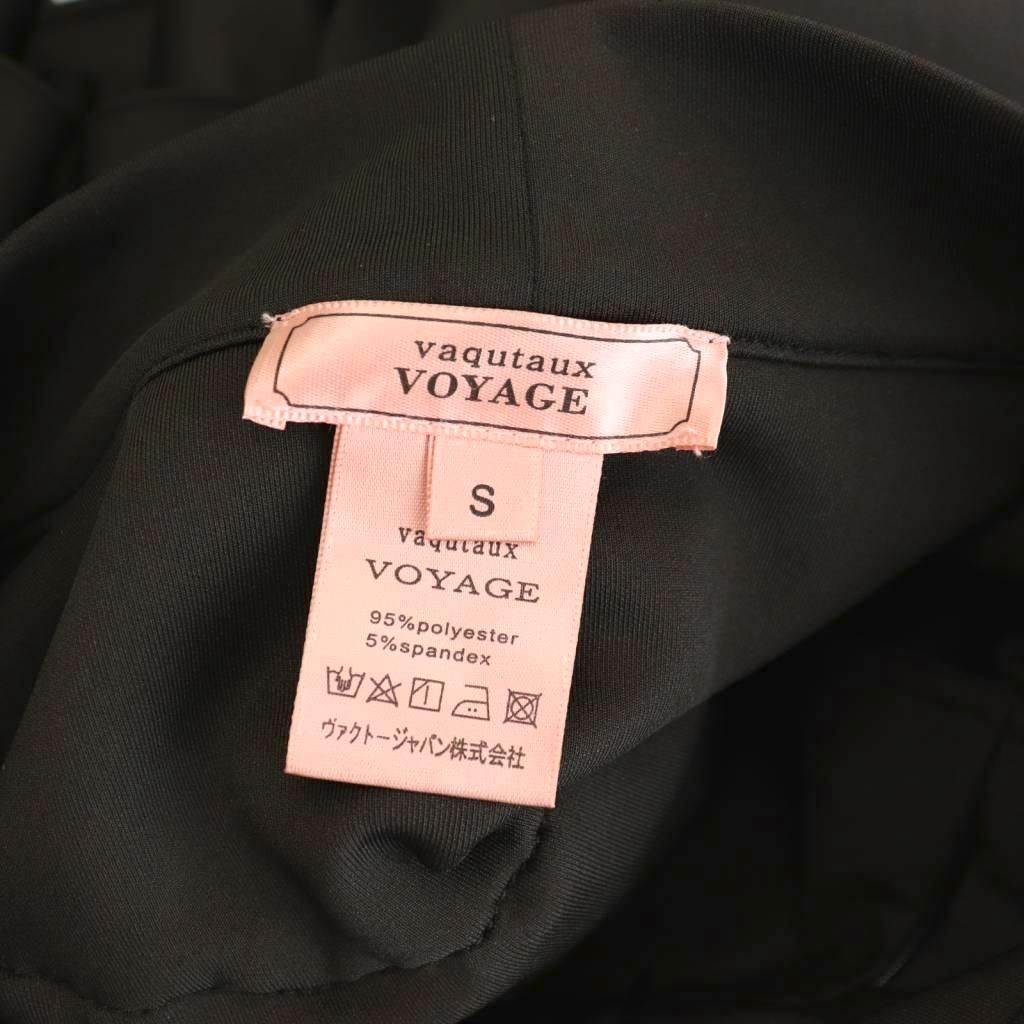 vaqutaux
VOYAGE
S
vaqutaux
VOYAGE
95%polyester
5%spandex
ヴァクトージャパン株式会社